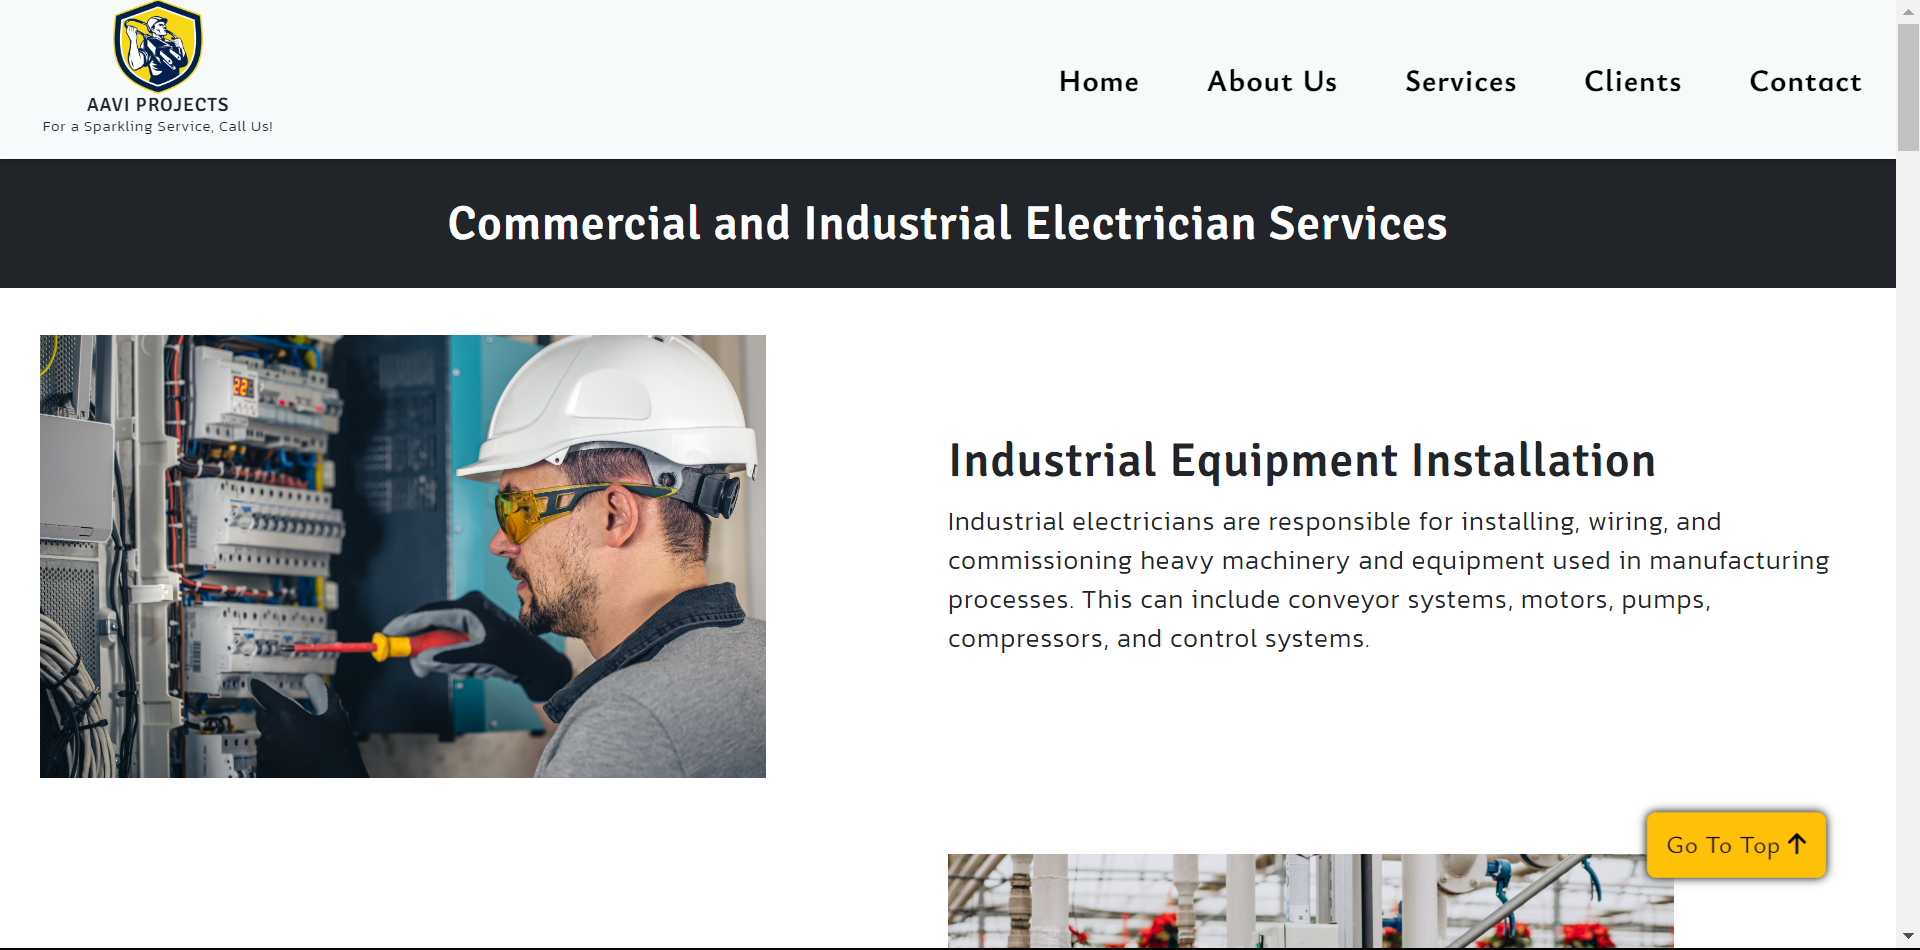 AAVI PROJECTS
For a Sparkling Service, Call Us!
Home About Us Services Clients Contact
Commercial and Industrial Electrician Services
22
Industrial Equipment Installation
Industrial electricians are responsible for installing, wiring, and
commissioning heavy machinery and equipment used in manufacturing
processes. This can include conveyor systems, motors, pumps,
compressors, and control systems.
Go To Top